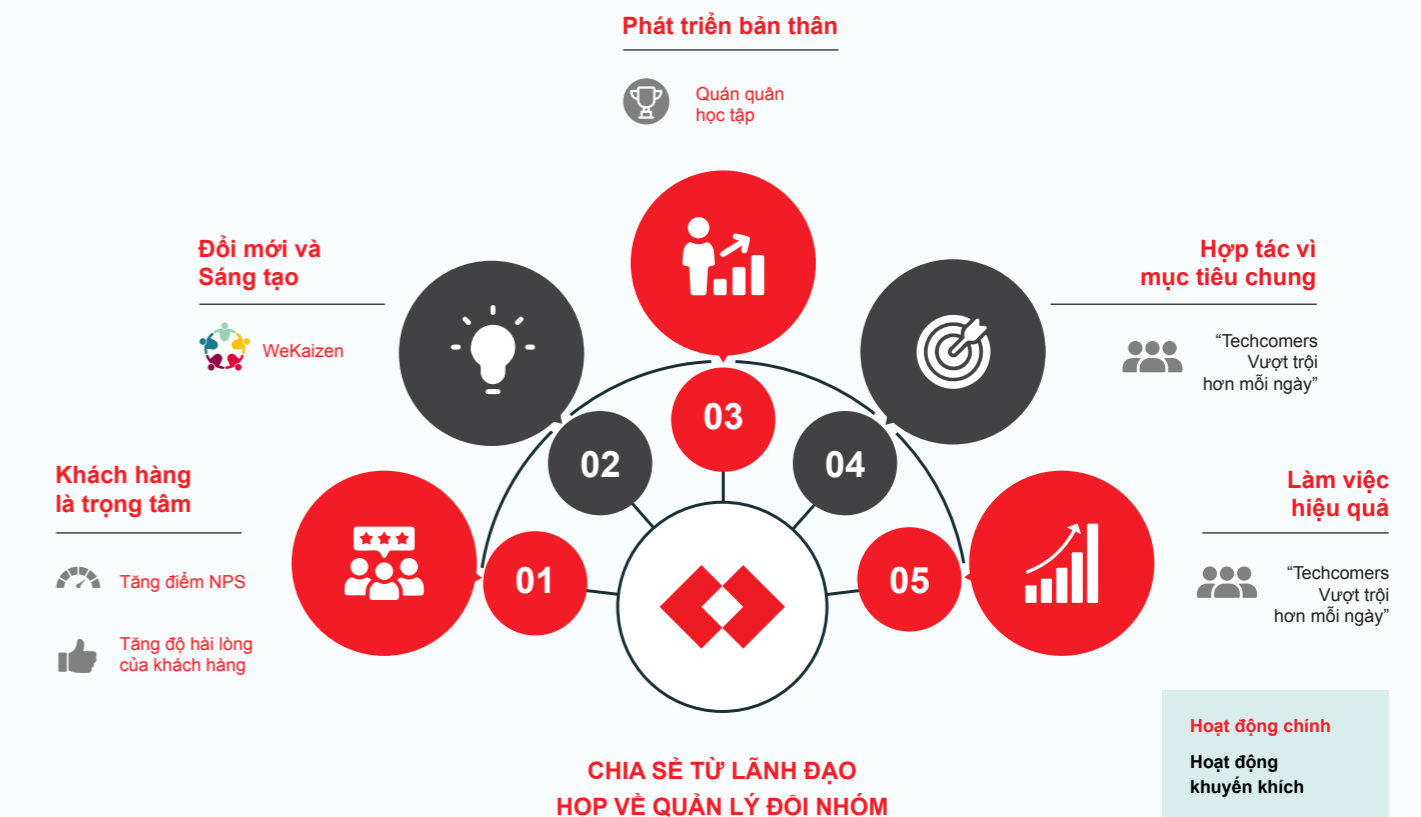 Phát triển bản thân
Quán quân
học tập
Đổi mới và
Sáng tạo
WeKaizen
Hợp tác vì
mục tiêu chung
“Techcomers
Vượt trội
hơn mỗi ngày”
Khách hàng
là trọng tâm
Tăng điểm NPS
Tăng độ hài lòng
của khách hàng
01
02
03
04
05
Làm việc
hiệu quả
“Techcomers
Vượt trội
hơn mỗi ngày”
CHIA SẺ TỪ LÃNH ĐẠO
HỌP VỀ QUẢN LÝ ĐỘI NHÓM
Hoạt động chính
Hoạt động
khuyến khích